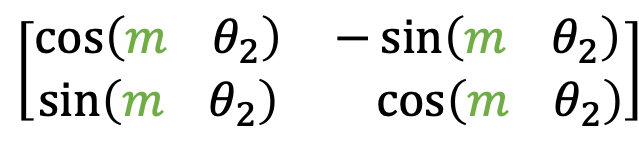 [cos(m θ₂) − sin(m θ₂)
sin(m θ₂) cos(m θ₂)]